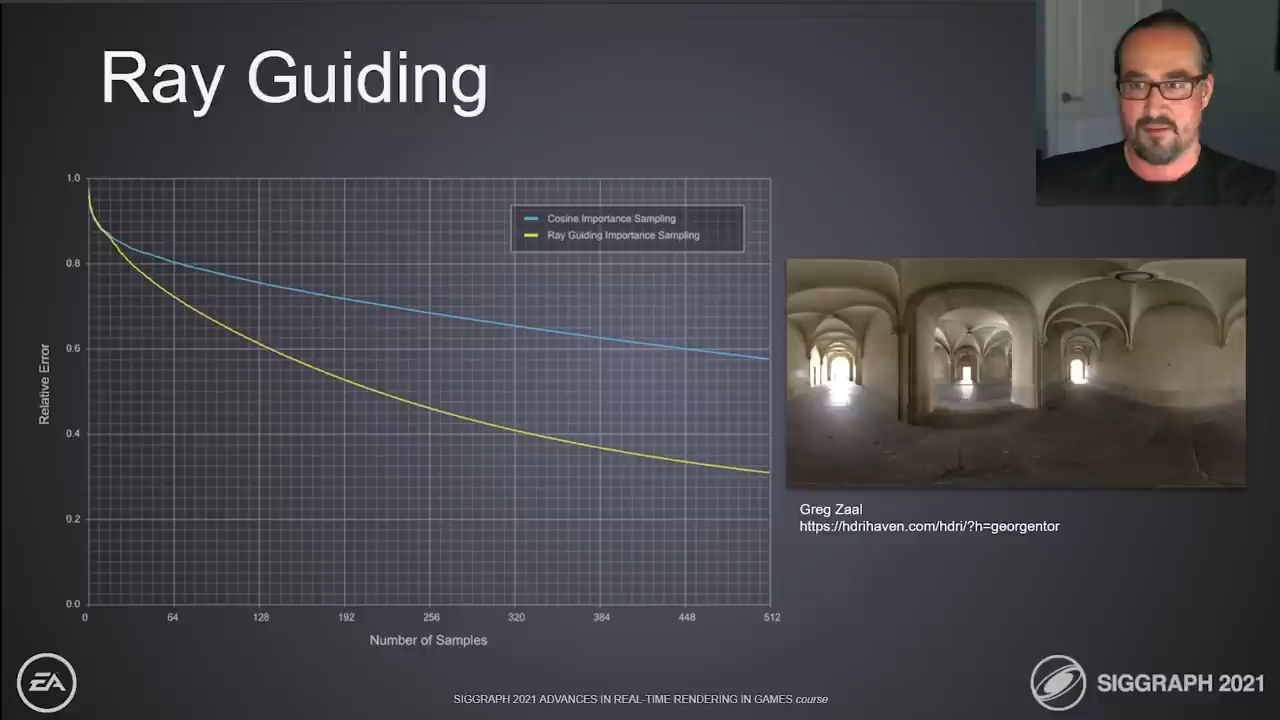 Ray Guiding
1.0
0.8
0.6
0.4
0.2
0.0
Relative Error
Cosine Importance Sampling
Ray Guiding Importance Sampling
0
64
128
192
256
320
384
448
512
Number of Samples
Greg Zaal
https://hdrihaven.com/hdri/?h=georgentor
EA
SIGGRAPH 2021 ADVANCES IN REAL-TIME RENDERING IN GAMES course
SIGGRAPH 2021